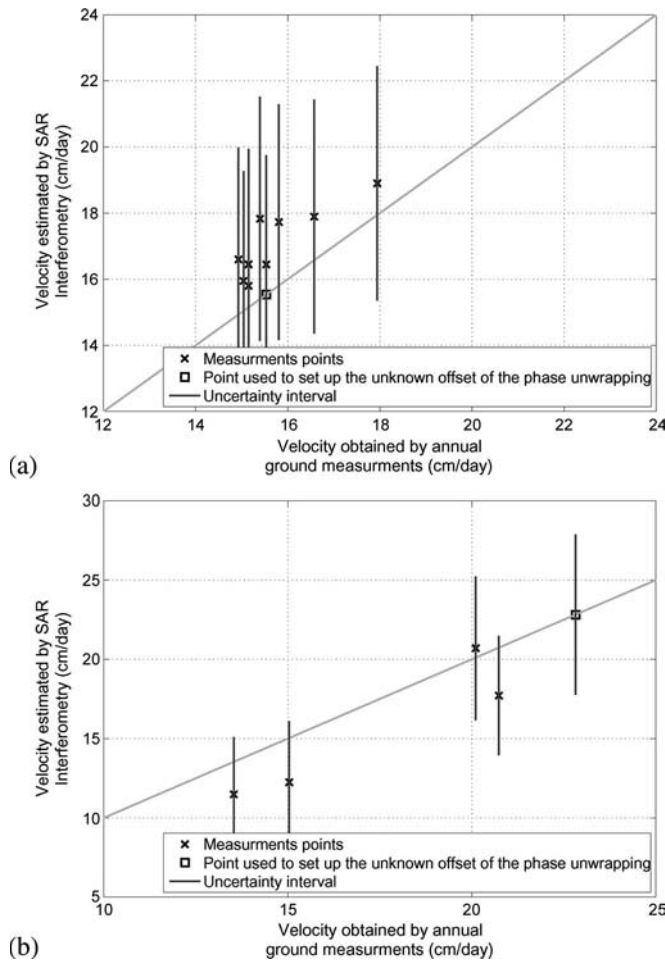 24
22
20
18
16
14
12
12
14
16
18
20
22
24
Velocity estimated by SAR
Interferometry (cm/day)
Measurments points
Point used to set up the unknown offset of the phase unwrapping
Uncertainty interval
Velocity obtained by annual
ground measurments (cm/day)
(a)
30
25
20
15
10
5
10
15
20
25
Velocity estimated by SAR
Interferometry (cm/day)
Measurments points
Point used to set up the unknown offset of the phase unwrapping
Uncertainty interval
Velocity obtained by annual
ground measurments (cm/day)
(b)